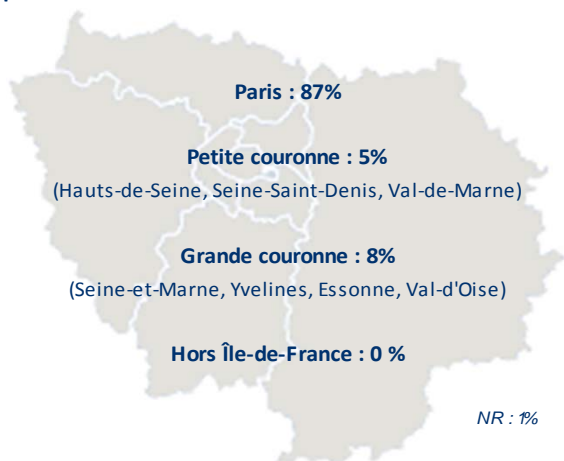 Paris : 87%
Petite couronne : 5%
(Hauts-de-Seine, Seine-Saint-Denis, Val-de-Marne)
Grande couronne : 8%
(Seine-et-Marne, Yvelines, Essonne, Val-d'Oise)
Hors Île-de-France : 0 %
NR : 1%